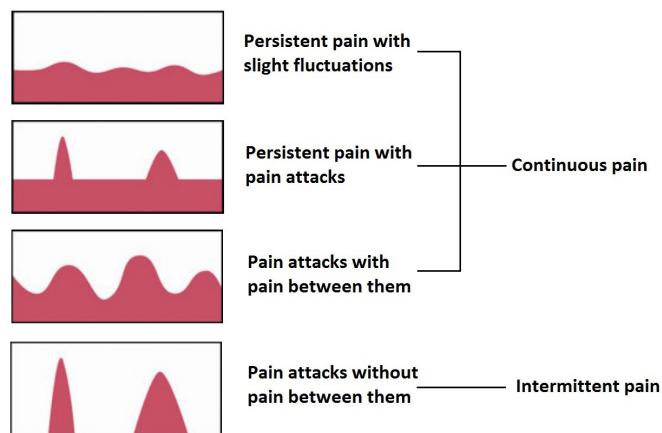 Persistent pain with
slight fluctuations
Persistent pain with
pain attacks
Continuous pain
Pain attacks with
pain between them
Pain attacks without
pain between them
Intermittent pain